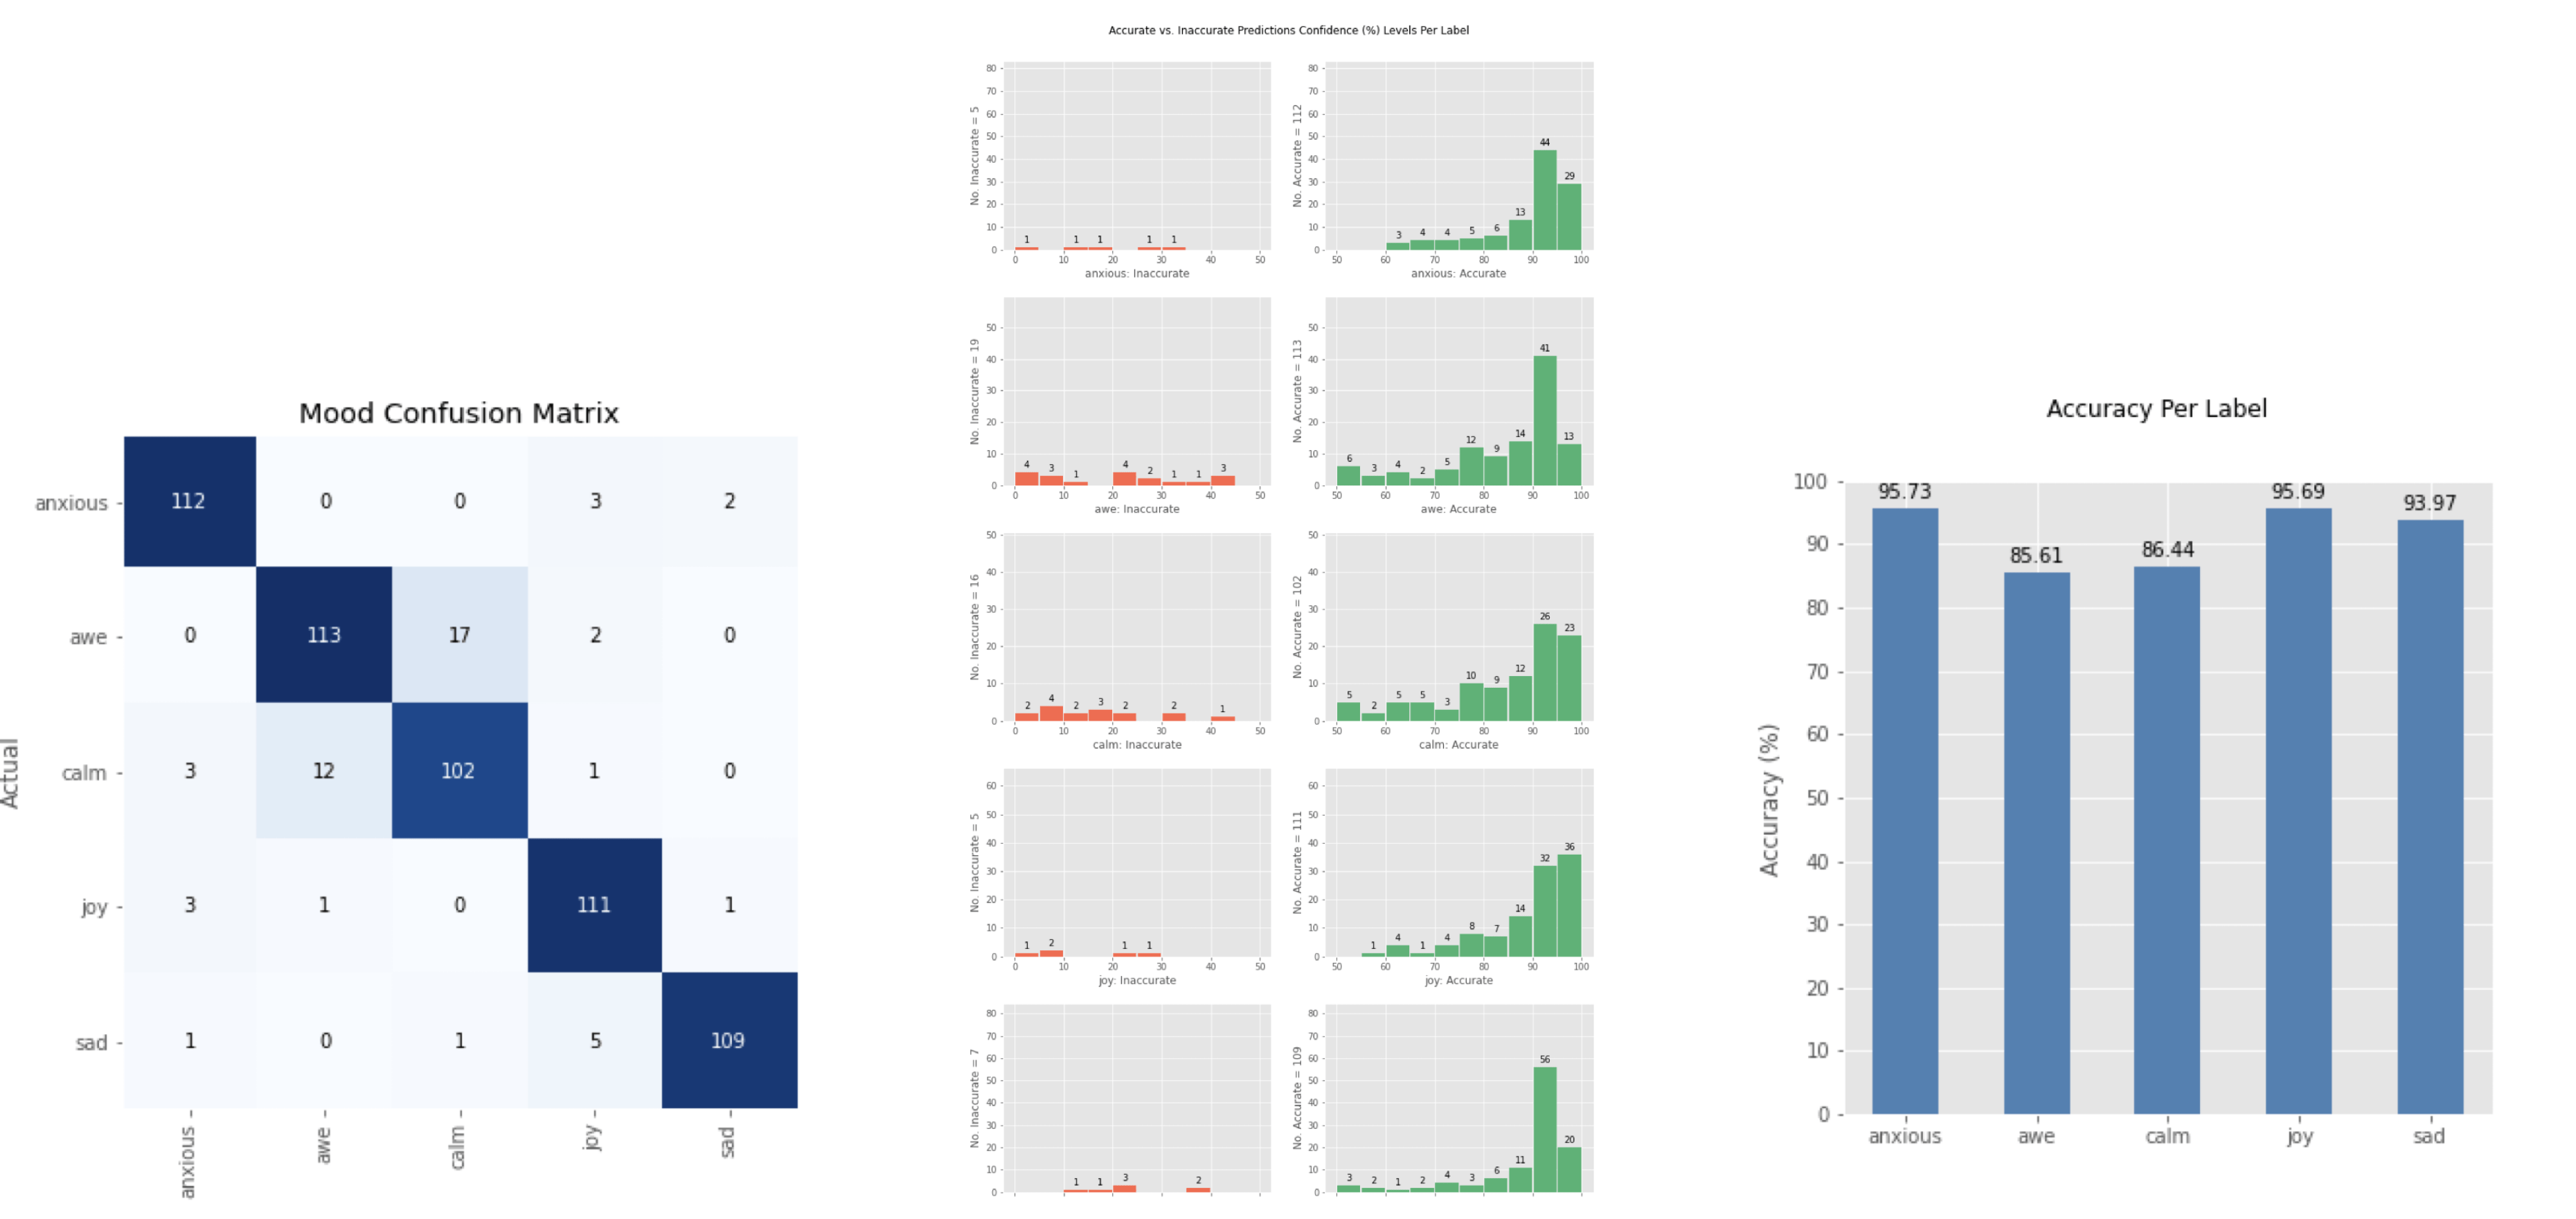 Mood Confusion Matrix
Actual
anxious 112 0 0 3 2
awe 0 113 17 2 0
calm 3 12 102 1 0
joy 3 1 0 111 1
sad 1 0 1 5 109
anxious awe calm joy sad
Accurate vs. Inaccurate Predictions Confidence (%) Levels Per Label
No. Inaccurate = 5
80
70
60
50
40
30
20
10
0
1 1 1 1 1
0 10 20 30 40 50
anxious: Inaccurate
No. Accurate = 112
80
70
60
50
40
30
20
10
0
3 4 4 5 6 13 44 29
50 60 70 80 90 100
anxious: Accurate
No. Inaccurate = 19
50
40
30
20
10
0
4 3 1 4 2 1 1 3
0 10 20 30 40 50
awe: Inaccurate
No. Accurate = 113
50
40
30
20
10
0
6 3 4 2 5 12 9 14 41 13
50 60 70 80 90 100
awe: Accurate
No. Inaccurate = 16
50
40
30
20
10
0
2 4 2 3 2 2 1
0 10 20 30 40 50
calm: Inaccurate
No. Accurate = 102
50
40
30
20
10
0
5 2 5 5 3 10 9 12 26 23
50 60 70 80 90 100
calm: Accurate
No. Inaccurate = 5
60
50
40
30
20
10
0
1 2 1 1
0 10 20 30 40 50
joy: Inaccurate
No. Accurate = 111
60
50
40
30
20
10
0
1 4 1 4 8 7 14 32 36
50 60 70 80 90 100
joy: Accurate
No. Inaccurate = 7
80
70
60
50
40
30
20
10
0
1 1 3 2
No. Accurate = 109
80
70
60
50
40
30
20
10
0
3 2 1 2 4 3 6 11 56 20
Accuracy Per Label
Accuracy (%)
100
90
80
70
60
50
40
30
20
10
0
95.73 85.61 86.44 95.69 93.97
anxious awe calm joy sad